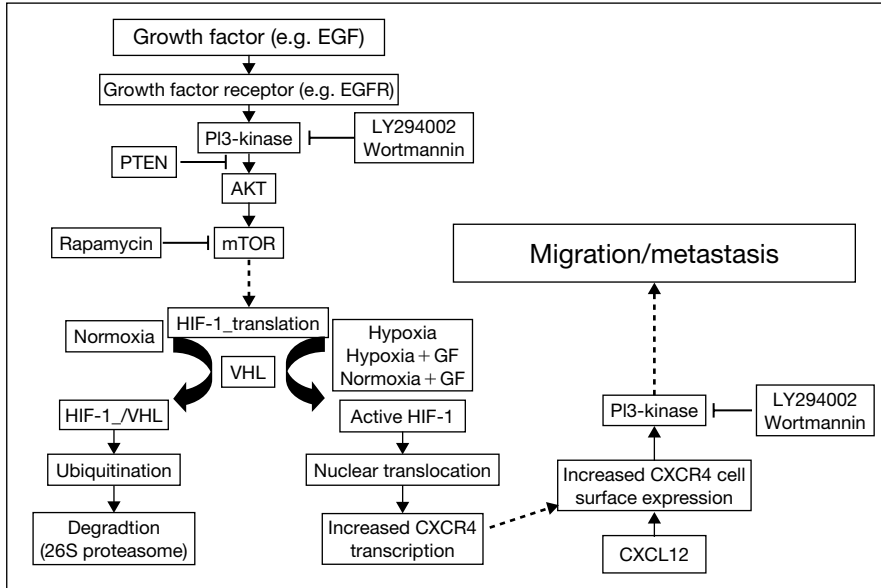 Growth factor (e.g. EGF)
Growth factor receptor (e.g. EGFR)
PI3-kinase
LY294002
Wortmannin
PTEN
AKT
Rapamycin
mTOR
Migration/metastasis
HIF-1_translation
Normoxia
VHL
Hypoxia
Hypoxia + GF
Normoxia + GF
HIF-1_/VHL
Active HIF-1
PI3-kinase
LY294002
Wortmannin
Ubiquitination
Nuclear translocation
Increased CXCR4 cell
surface expression
Degradtion
(26S proteasome)
Increased CXCR4
transcription
CXCL12